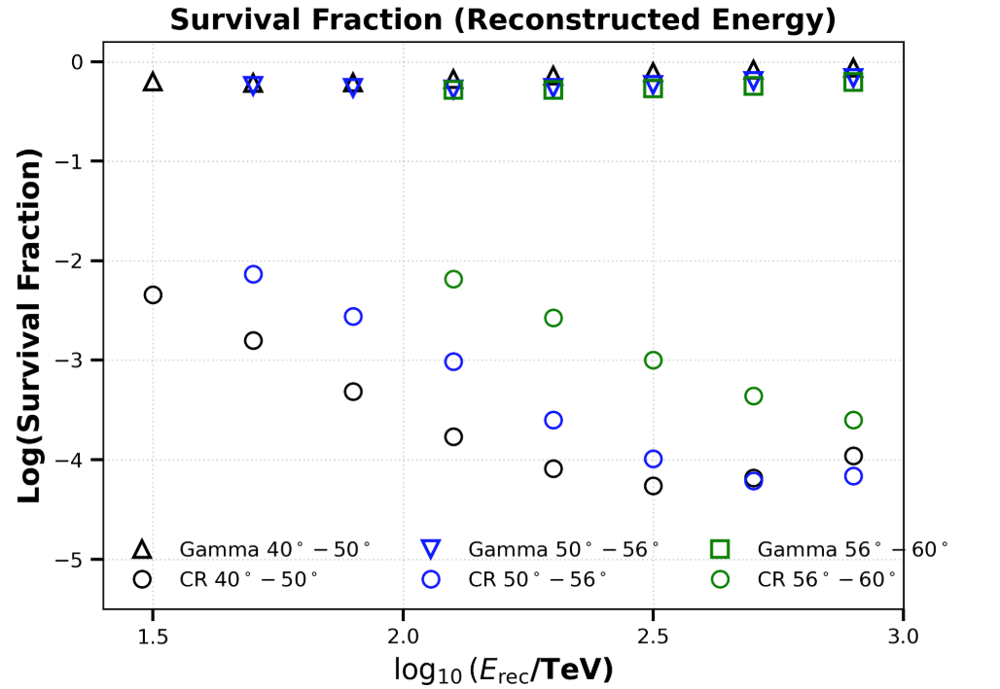 Survival Fraction (Reconstructed Energy)
Log(Survival Fraction)
0
−1
−2
−3
−4
−5
Gamma 40° − 50°
Gamma 50° − 56°
Gamma 56° − 60°
CR 40° − 50°
CR 50° − 56°
CR 56° − 60°
1.5
2.0
2.5
3.0
log₁₀ (E_rec/TeV)